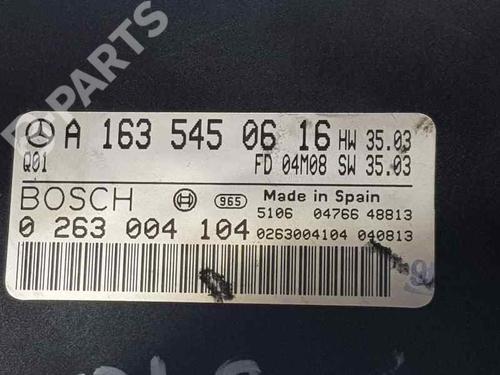 PARTS
A 163 545 06 16 HW 35.03
Q01 FD 04M08 SW 35.03
BOSCH 965 Made in Spain
5106 04766 48813
0 263 004 104 0263004104 040813